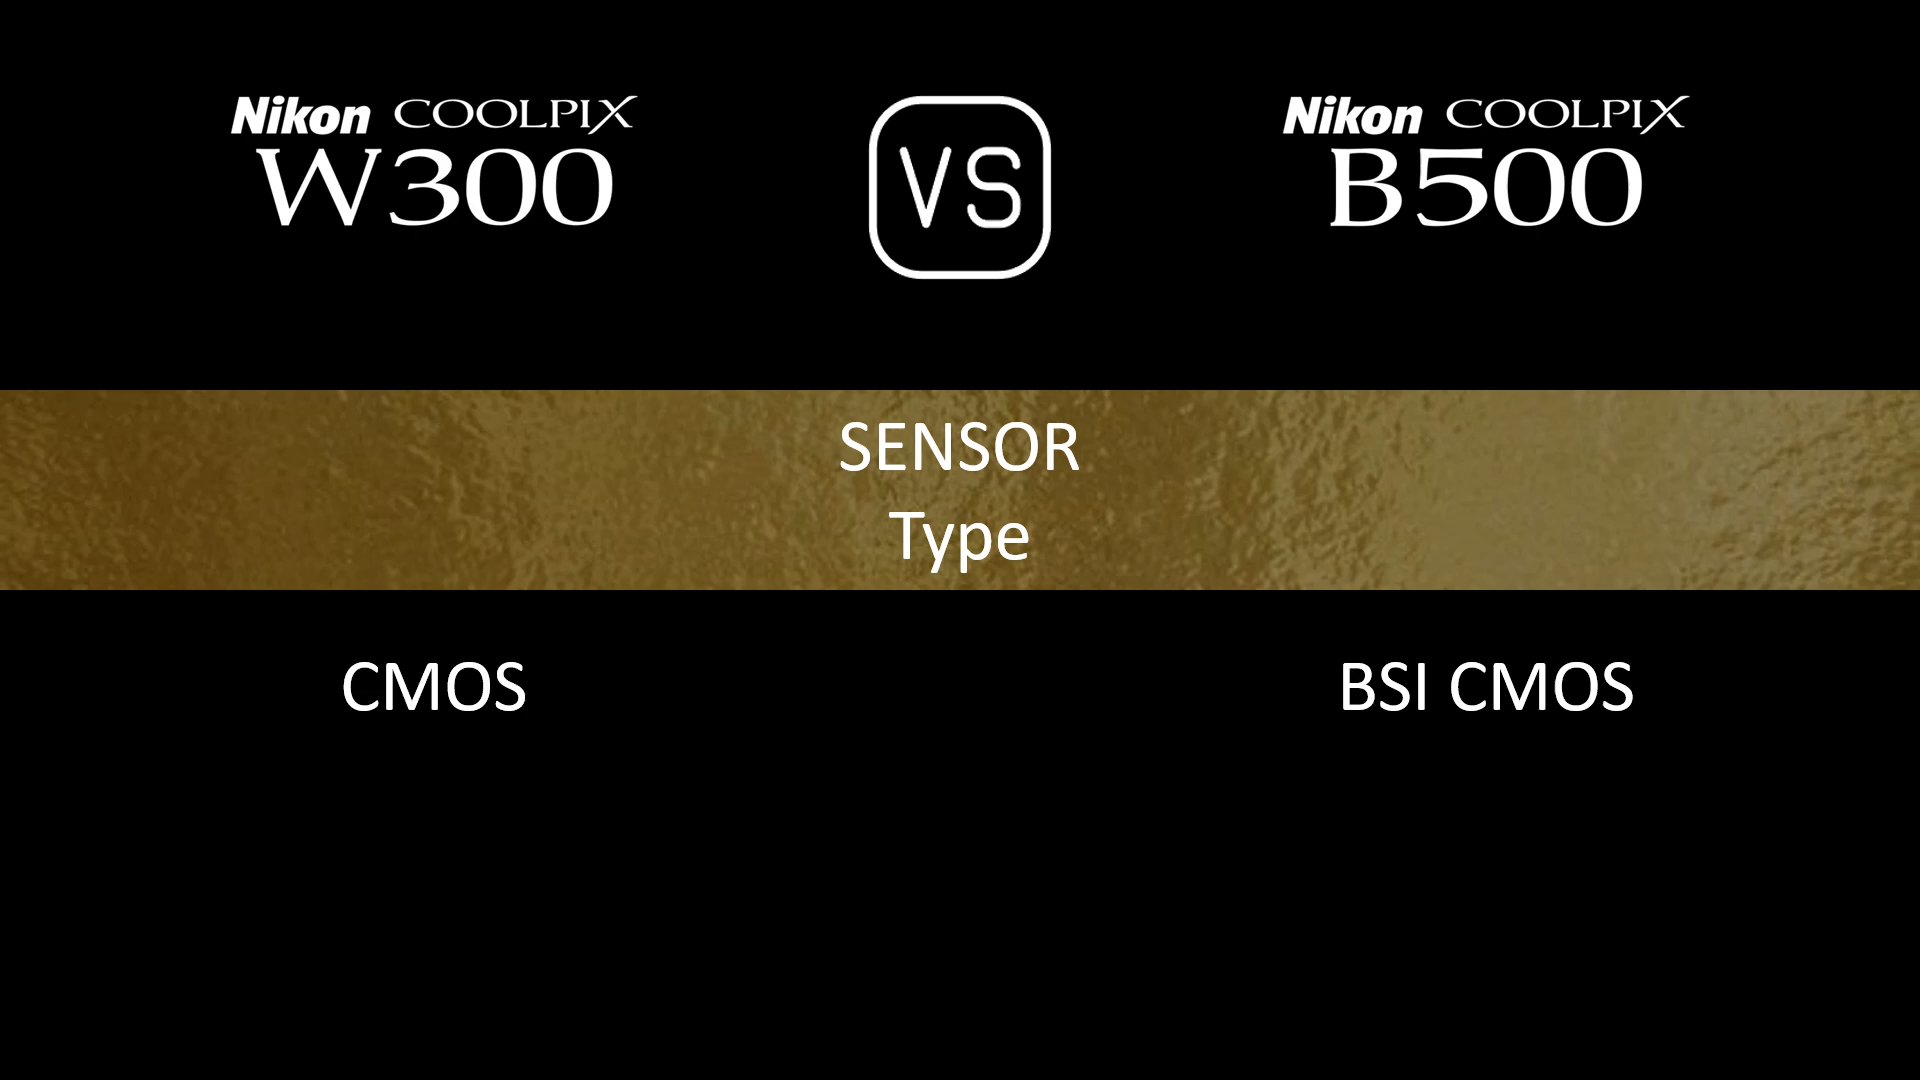 Nikon COOLPIX
W300
VS
Nikon COOLPIX
B500
SENSOR
Type
CMOS
BSI CMOS